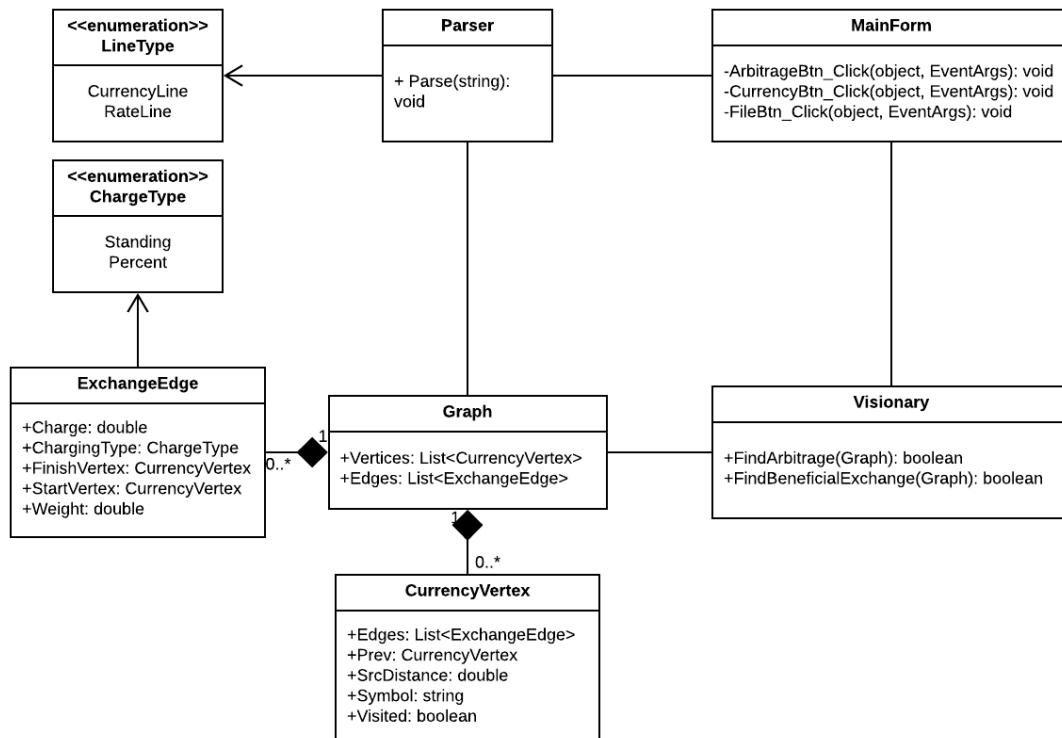 <<enumeration>>
LineType
CurrencyLine
RateLine
Parser
+ Parse(string):
void
MainForm
-ArbitrageBtn_Click(object, EventArgs): void
-CurrencyBtn_Click(object, EventArgs): void
-FileBtn_Click(object, EventArgs): void
<<enumeration>>
ChargeType
Standing
Percent
ExchangeEdge
+Charge: double
+ChargingType: ChargeType
+FinishVertex: CurrencyVertex
+StartVertex: CurrencyVertex
+Weight: double
0..*
1
Graph
+Vertices: List<CurrencyVertex>
+Edges: List<ExchangeEdge>
Visionary
+FindArbitrage(Graph): boolean
+FindBeneficialExchange(Graph): boolean
1
0..*
CurrencyVertex
+Edges: List<ExchangeEdge>
+Prev: CurrencyVertex
+SrcDistance: double
+Symbol: string
+Visited: boolean